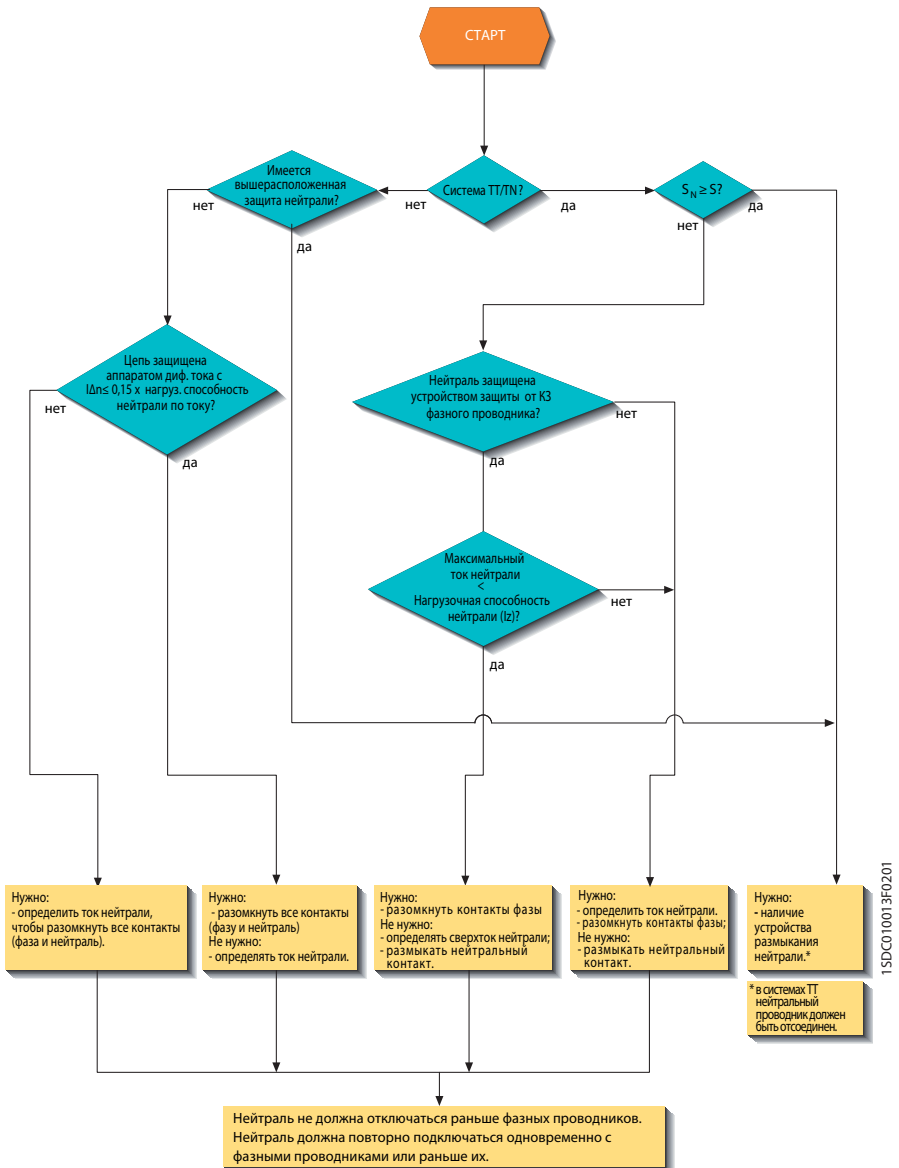 СТАРТ
Имеется
вышерасположенная
защита нейтрали?
Система TT/TN?
S_N ≥ S?
нет
нет
да
да
нет
да
Цепь защищена
аппаратом диф. тока с
IΔn≤ 0,15 x нагруз. способность
нейтрали по току?
нет
да
Нейтраль защищена
устройством защиты от КЗ
фазного проводника?
нет
да
Максимальный
ток нейтрали
<
Нагрузочная способность
нейтрали (Iz)?
нет
да
Нужно:
- определить ток нейтрали,
чтобы разомкнуть все контакты
(фаза и нейтраль).
Нужно:
- разомкнуть все контакты
(фазу и нейтраль)
Не нужно:
- определять ток нейтрали.
Нужно:
- разомкнуть контакты фазы
Не нужно:
- определять сверхток нейтрали;
- размыкать нейтральный
контакт.
Нужно:
- определить ток нейтрали.
- разомкнуть контакты фазы;
Не нужно:
- размыкать нейтральный
контакт.
Нужно:
- наличие
устройства
размыкания
нейтрали.*
* в системах ТТ
нейтральный
проводник должен
быть отсоединен.
1SDC010013F0201
Нейтраль не должна отключаться раньше фазных проводников.
Нейтраль должна повторно подключаться одновременно с
фазными проводниками или раньше их.